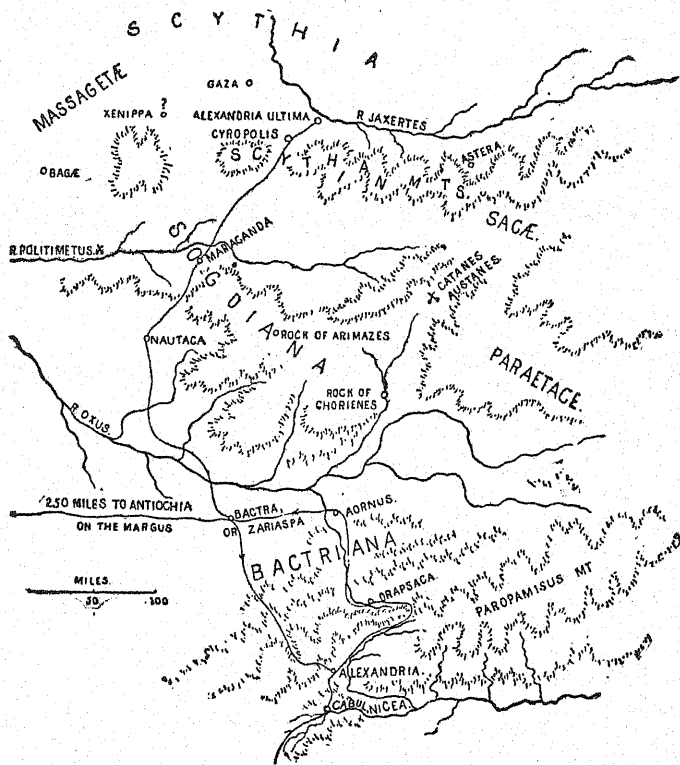 SCYTHIA
MASSAGETÆ
GAZA
XENIPPA ?
ALEXANDRIA ULTIMA
R. JAXERTES
CYROPOLIS
SCYTHIAN MTS.
ASTERA
BAGÆ
SACÆ.
R. POLITIMETUS.
MARACANDA
SOGDIANA
CATANES
AUSTANES.
NAUTACA
ROCK OF ARIMAZES
PARAETACE.
ROCK OF
CHORIENES
R. OXUS.
250 MILES TO ANTIOCHIA
ON THE MARGUS
BACTRA,
OR ZARIASPA
AORNUS.
BACTRIANA
MILES.
50 100
DRAPSACA
PAROPAMISUS MT
ALEXANDRIA.
CABUL.
NICEA.